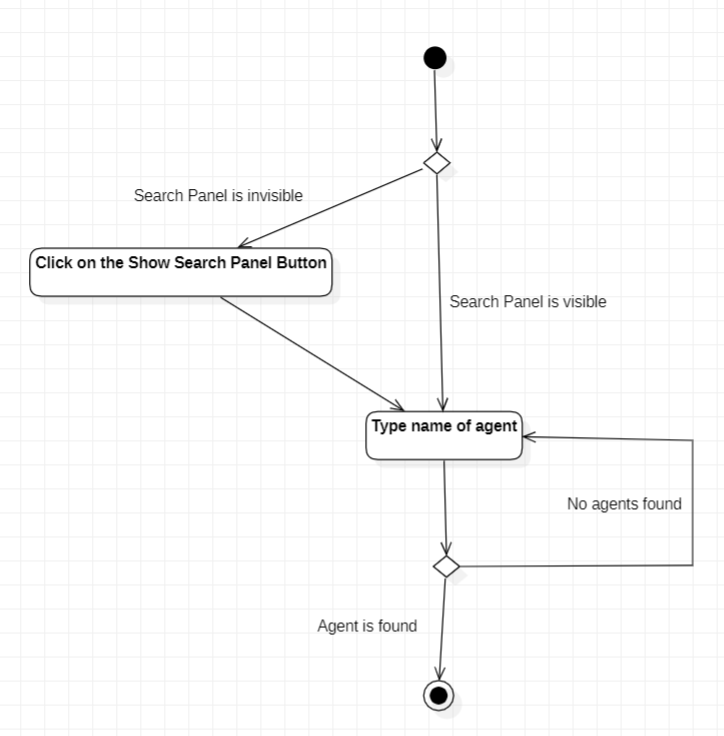 Search Panel is invisible
Click on the Show Search Panel Button
Search Panel is visible
Type name of agent
No agents found
Agent is found